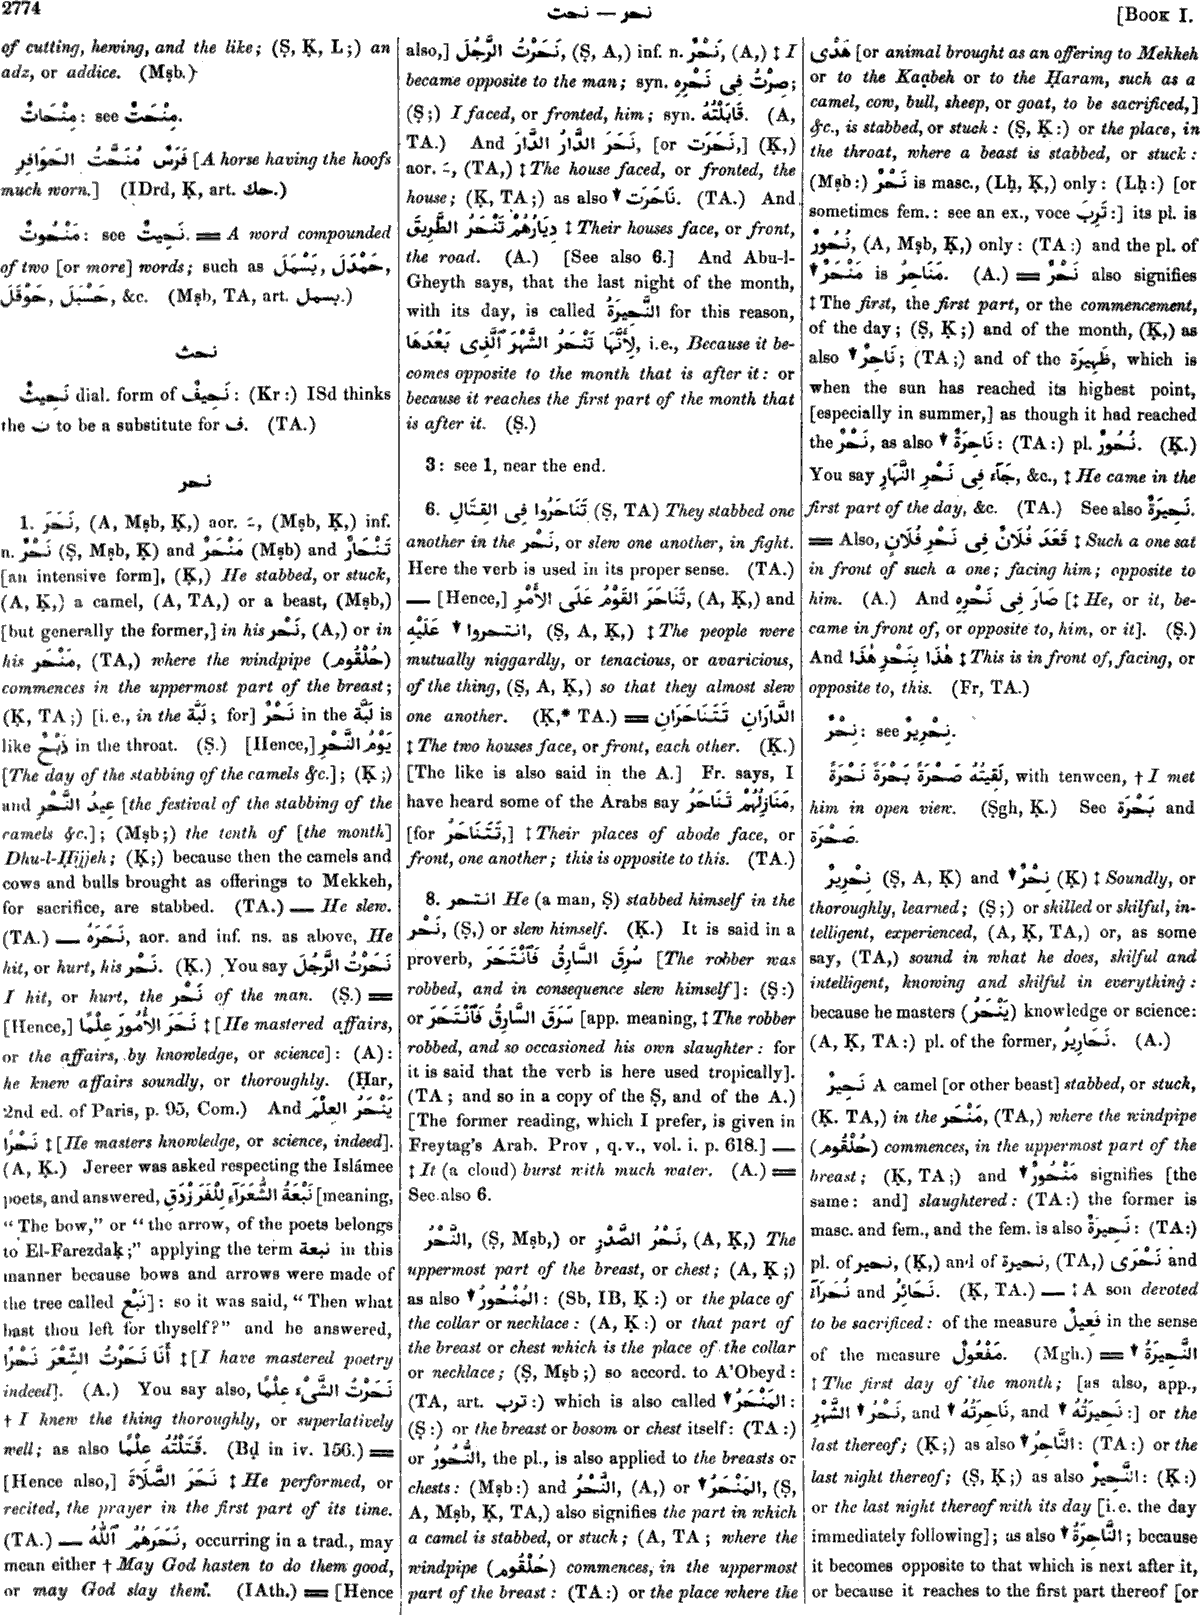 2774
نحت — نحر
[BOOK I.
of cutting, hewing, and the like; (Ṣ, Ḳ, L;) an
adz, or addice. (Mṣb.)
مِنْحَاتٌ: see مِنْحَتٌ.
فَرَسٌ مُنَحَّتُ الحَوَافِرِ [A horse having the hoofs
much worn.] (IDrd, Ḳ, art. حك.)
مَنْحُوتٌ: see نَحِيتٌ. ═ A word compounded
of two [or more] words; such as بَسْمَلَ, حَمْدَلَ,
حَسْبَلَ, حَوْقَلَ, &c. (Mṣb, TA, art. بسمل.)
نحث
نَحِيثٌ dial. form of نَحِيفٌ: (Kr:) ISd thinks
the ث to be a substitute for ف. (TA.)
نحر
1. نَحَرَ, (A, Mṣb, Ḳ,) aor. ـَ, (Mṣb, Ḳ,) inf.
n. نَحْرٌ (Ṣ, Mṣb, Ḳ) and مَنْحَرٌ (Mṣb) and تَنْحَارٌ
[an intensive form], (Ḳ,) He stabbed, or stuck,
(A, Ḳ,) a camel, (A, TA,) or a beast, (Mṣb,)
[but generally the former,] in his نَحْر, (A,) or in
his مَنْحَر, (TA,) where the windpipe (حُلْقُوم)
commences in the uppermost part of the breast;
(Ḳ, TA;) [i.e., in the لَبَّة; for] نَحْرٌ in the لَبَّة is
like ذَبْحٌ in the throat. (Ṣ.) [Hence,] يَوْمُ النَّحْرِ
[The day of the stabbing of the camels &c.]; (Ḳ;)
and عِيدُ النَّحْرِ [the festival of the stabbing of the
camels &c.]; (Mṣb;) the tenth of [the month]
Dhu-l-Ḥijjeh; (Ḳ;) because then the camels and
cows and bulls brought as offerings to Mekkeh,
for sacrifice, are stabbed. (TA.) — He slew.
(TA.) — نَحَرَهُ, aor. and inf. ns. as above, He
hit, or hurt, his نَحْر. (Ḳ.) You say نَحَرْتُ الرَّجُلَ
I hit, or hurt, the نَحْر of the man. (Ṣ.) ═
[Hence,] نَحَرَ الأُمُورَ عِلْمًا ‡ [He mastered affairs,
or the affairs, by knowledge, or science]: (A):
he knew affairs soundly, or thoroughly. (Ḥar,
2nd ed. of Paris, p. 95, Com.) And يَنْحَرُ العِلْمَ
نَحْرًا ‡ [He masters knowledge, or science, indeed].
(A, Ḳ.) Jereer was asked respecting the Islámee
poets, and answered, نَبْعَةُ الشُّعَرَآءِ لِلْفَرَزْدَقِ [meaning,
“The bow,” or “the arrow, of the poets belongs
to El-Farezdaḳ;” applying the term نبعة in this
manner because bows and arrows were made of
the tree called نَبْع]: so it was said, “Then what
hast thou left for thyself?” and he answered,
أَنَا نَحَرْتُ الشِّعْرَ نَحْرًا ‡ [I have mastered poetry
indeed]. (A.) You say also, نَحَرْتُ الشَّىْءَ عِلْمًا
† I knew the thing thoroughly, or superlatively
well; as also قَتَلْتُهُ عِلْمًا. (Bḍ in iv. 156.) ═
[Hence also,] نَحَرَ الصَّلَاةَ ‡ He performed, or
recited, the prayer in the first part of its time.
(TA.) — نَحَرَهُمُ ٱللّٰهُ, occurring in a trad., may
mean either † May God hasten to do them good,
or may God slay them. (IAth.) ═ [Hence
also,] نَحَرْتُ الرَّجُلَ, (Ṣ, A,) inf. n. نَحْرٌ, (A,) ‡ I
became opposite to the man; syn. صِرْتُ فِى نَحْرِهِ;
(Ṣ;) I faced, or fronted, him; syn. قَابَلْتُهُ. (A,
TA.) And نَحَرَ الدَّارُ الدَّارَ, [or نَحَرَت,] (Ḳ,)
aor. ـَ, (TA,) ‡ The house faced, or fronted, the
house; (Ḳ, TA;) as also ▾ نَاحَرَت. (TA.) And
دِيَارُهُمْ تَنْحَرُ الطَّرِيقَ ‡ Their houses face, or front,
the road. (A.) [See also 6.] And Abu-l-
Gheyth says, that the last night of the month,
with its day, is called النَّحِيرَةُ for this reason,
لِأَنَّهَا تَنْحَرُ الشَّهْرَ ٱلَّذِى بَعْدَهَا, i.e., Because it be-
comes opposite to the month that is after it: or
because it reaches the first part of the month that
is after it. (Ṣ.)
3: see 1, near the end.
6. تَنَاحَرُوا فِى القِتَالِ (Ṣ, TA) They stabbed one
another in the نَحْر, or slew one another, in fight.
Here the verb is used in its proper sense. (TA.)
— [Hence,] تَنَاحَرَ القَوْمُ عَلَى الأَمْرِ, (A, Ḳ,) and
▾ انتحروا عَلَيْهِ, (Ṣ, A, Ḳ,) ‡ The people were
mutually niggardly, or tenacious, or avaricious,
of the thing, (Ṣ, A, Ḳ,) so that they almost slew
one another. (Ḳ,* TA.) ═ الدَّارَانِ تَتَنَاحَرَانِ
‡ The two houses face, or front, each other. (Ḳ.)
[The like is also said in the A.] Fr. says, I
have heard some of the Arabs say مَنَازِلُهُمْ تَنَاحَرُ,
[for تَتَنَاحَرُ,] ‡ Their places of abode face, or
front, one another; this is opposite to this. (TA.)
8. انتحر He (a man, Ṣ) stabbed himself in the
نَحْر, (Ṣ,) or slew himself. (Ḳ.) It is said in a
proverb, سُرِقَ السَّارِقُ فَٱنْتَحَرَ [The robber was
robbed, and in consequence slew himself]: (Ṣ:)
or سَرَقَ السَّارِقُ فَٱنْتَحَرَ [app. meaning, ‡ The robber
robbed, and so occasioned his own slaughter: for
it is said that the verb is here used tropically].
(TA; and so in a copy of the Ṣ, and of the A.)
[The former reading, which I prefer, is given in
Freytag's Arab. Prov, q.v., vol. i. p. 618.] —
‡ It (a cloud) burst with much water. (A.) ═
See also 6.
النَّحْرُ, (Ṣ, Mṣb,) or نَحْرُ الصَّدْرِ, (A, Ḳ,) The
uppermost part of the breast, or chest; (A, Ḳ;)
as also ▾ المُنْحُورُ: (Sb, IB, Ḳ:) or the place of
the collar or necklace: (A, Ḳ:) or that part of
the breast or chest which is the place of the collar
or necklace; (Ṣ, Mṣb;) so accord. to A'Obeyd:
(TA, art. ترب:) which is also called ▾ المَنْحَرُ:
(Ṣ:) or the breast or bosom or chest itself: (TA:)
or النُّحُورُ, the pl., is also applied to the breasts or
chests: (Mṣb:) and النَّحْرُ, (A,) or ▾ المَنْحَرُ, (Ṣ,
A, Mṣb, Ḳ, TA,) also signifies the part in which
a camel is stabbed, or stuck; (A, TA; where the
windpipe (حُلْقُوم) commences, in the uppermost
part of the breast: (TA:) or the place where the
هَدْى [or animal brought as an offering to Mekkeh
or to the Kaạbeh or to the Ḥaram, such as a
camel, cow, bull, sheep, or goat, to be sacrificed,]
&c., is stabbed, or stuck: (Ṣ, Ḳ:) or the place, in
the throat, where a beast is stabbed, or stuck:
(Mṣb:) نَحْرٌ is masc., (Lḥ, Ḳ,) only: (Lḥ:) [or
sometimes fem.: see an ex., voce تَرِبَ:] its pl. is
نُحُورٌ, (A, Mṣb, Ḳ,) only: (TA:) and the pl. of
▾ مَنْحَرٌ is مَنَاحِرُ. (A.) ═ نَحْرٌ also signifies
‡ The first, the first part, or the commencement,
of the day; (Ṣ, Ḳ;) and of the month, (Ḳ,) as
also ▾ نَاحِرٌ; (TA;) and of the ظَهِيرَة, which is
when the sun has reached its highest point,
[especially in summer,] as though it had reached
the نَحْرٌ, as also ▾ نَاحِرَةٌ: (TA:) pl. نُحُورٌ. (Ḳ.)
You say جَآءَ فِى نَحْرِ النَّهَارِ, &c., ‡ He came in the
first part of the day, &c. (TA.) See also نَحِيرَةٌ.
═ Also, قَعَدَ فُلَانٌ فِى نَحْرِ فُلَانٍ ‡ Such a one sat
in front of such a one; facing him; opposite to
him. (A.) And صَارَ فِى نَحْرِهِ [‡ He, or it, be-
came in front of, or opposite to, him, or it]. (Ṣ.)
And هٰذَا بِنَحْرِ هٰذَا ‡ This is in front of, facing, or
opposite to, this. (Fr, TA.)
نِحْرٌ: see نِحْرِيرٌ.
لَقِيتُهُ صَحْرَةً بَحْرَةً نَحْرَةً, with tenween, † I met
him in open view. (Ṣgh, Ḳ.) See بَحْرَة and
صَحْرَة.
نِحْرِيرٌ (Ṣ, A, Ḳ) and ▾ نِحْرٌ (Ḳ) ‡ Soundly, or
thoroughly, learned; (Ṣ;) or skilled or skilful, in-
telligent, experienced, (A, Ḳ, TA,) or, as some
say, (TA,) sound in what he does, skilful and
intelligent, knowing and skilful in everything:
because he masters (يَنْحَرُ) knowledge or science:
(A, Ḳ, TA:) pl. of the former, نَحَارِيرُ. (A.)
نَحِيرٌ A camel [or other beast] stabbed, or stuck,
(Ḳ. TA,) in the مَنْحَر, (TA,) where the windpipe
(حُلْقُوم) commences, in the uppermost part of the
breast; (Ḳ, TA;) and ▾ مَنْحُورٌ signifies [the
same: and] slaughtered: (TA:) the former is
masc. and fem., and the fem. is also نَحِيرَةٌ: (TA:)
pl. of نحير, (Ḳ,) and of نحيرة, (TA,) نَحْرَى and
نُحَرَآءُ and نَحَائِرُ. (Ḳ, TA.) — ‡ A son devoted
to be sacrificed: of the measure فَعِيلٌ in the sense
of the measure مَفْعُولٌ. (Mgh.) ═ ▾ النَّحِيرَةُ
‡ The first day of the month; [as also, app.,
▾ نَحْرُ الشَّهْرِ, and ▾ نَاحِرَتُهُ, and ▾ نَحِيرَتُهُ:] or the
last thereof; (Ḳ;) as also ▾ النَّاحِرُ: (TA:) or the
last night thereof; (Ṣ, Ḳ;) as also النَّحِيرُ: (Ḳ:)
or the last night thereof with its day [i.e. the day
immediately following]; as also ▾ النَّاحِرَةُ; because
it becomes opposite to that which is next after it,
or because it reaches to the first part thereof [or